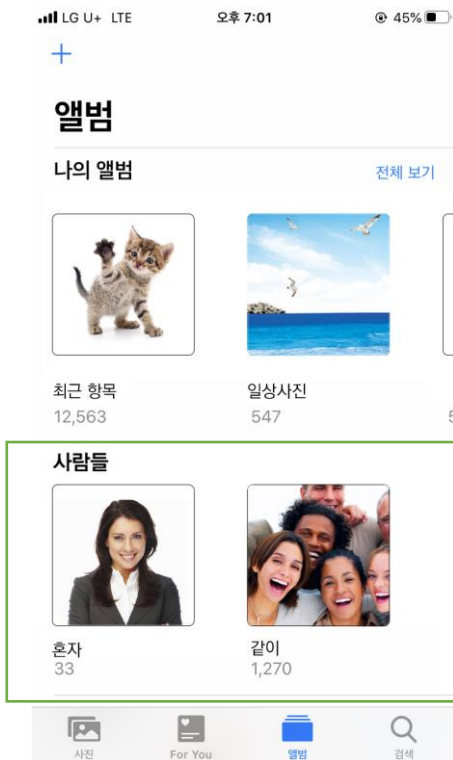 LG U+ LTE 오후 7:01 45%
앨범
나의 앨범 전체 보기
최근 항목 일상사진
12,563 547
사람들
혼자 같이
33 1,270
사진 For You 앨범 검색